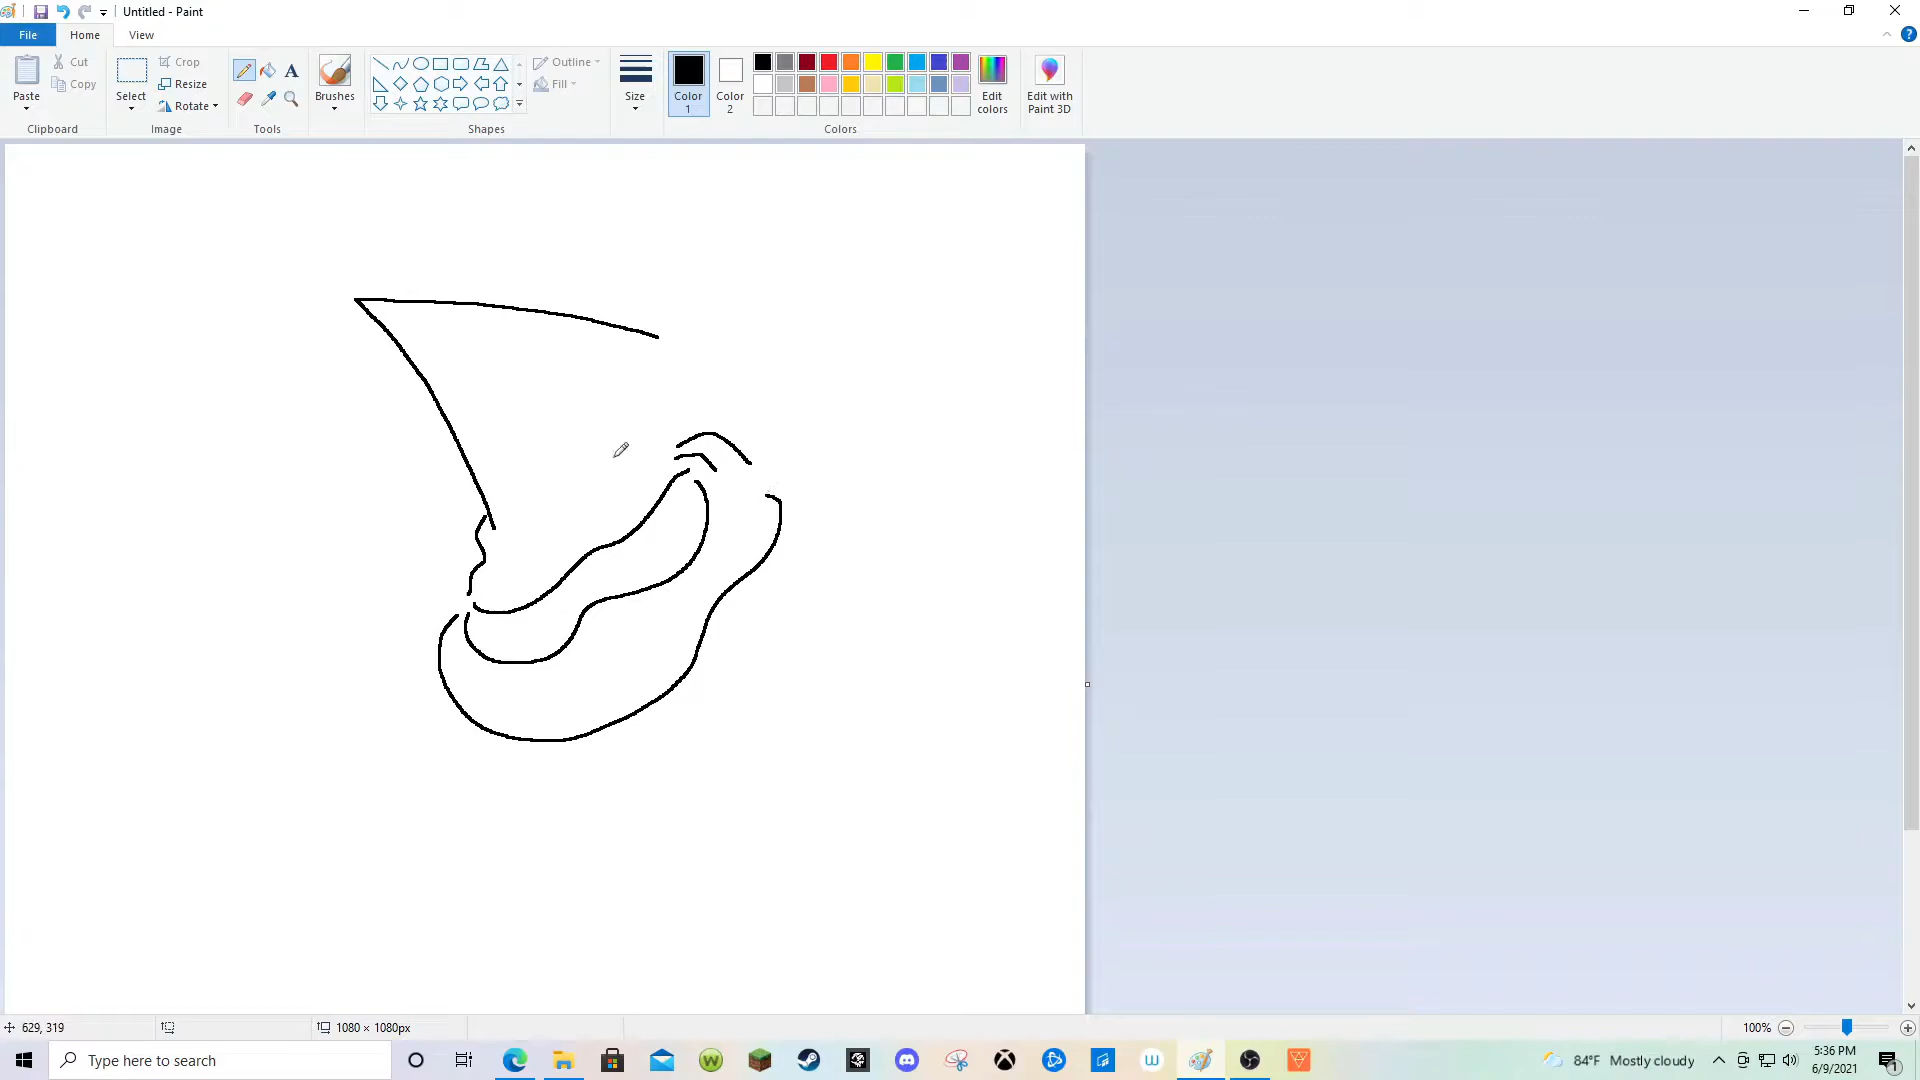 Untitled - Paint
File
Home
View
Paste
Cut
Copy
Clipboard
Select
Crop
Resize
Rotate
Image
A
Tools
Brushes
Shapes
Outline
Fill
Size
Color
1
Color
2
Colors
Edit
colors
Edit with
Paint 3D
?
629, 319
1080 × 1080px
100%
Type here to search
84°F Mostly cloudy
5:36 PM
6/9/2021
1